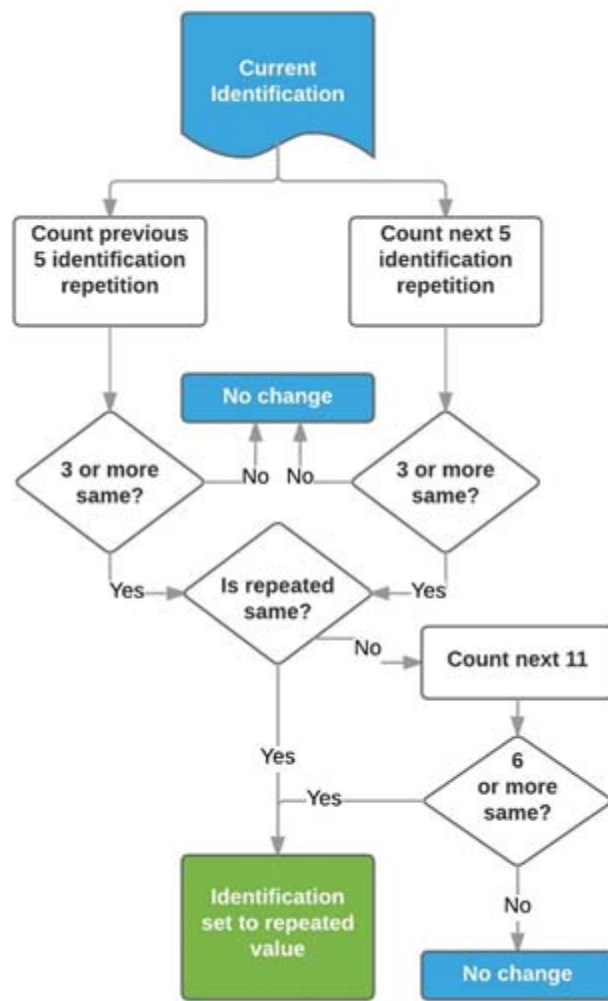 Current
Identification
Count previous
5 identification
repetition
Count next 5
identification
repetition
No change
3 or more
same?
No
No
3 or more
same?
Yes
Is repeated
same?
Yes
No
Count next 11
Yes
6
or more
same?
Yes
Identification
set to repeated
value
No
No change